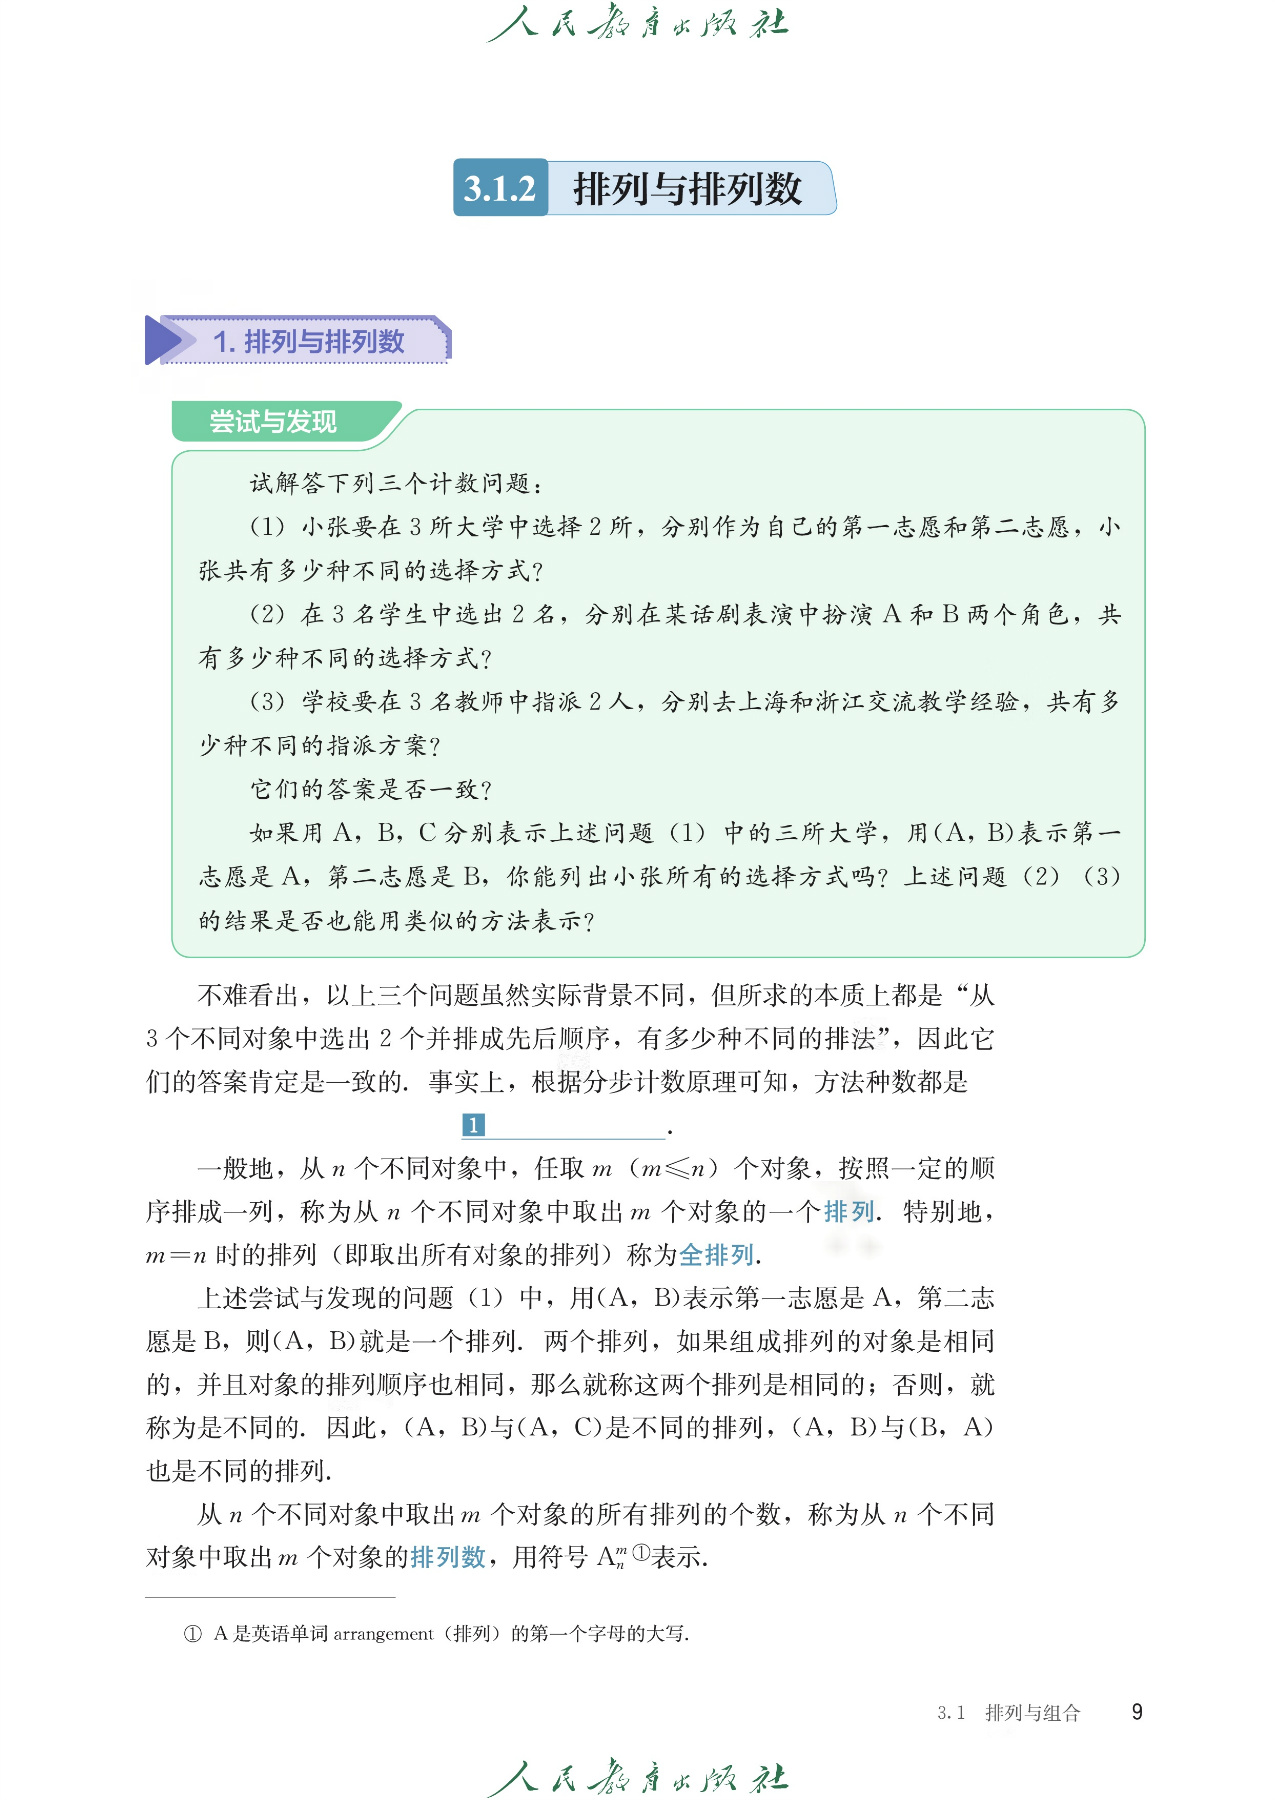 人民教育出版社
3.1.2 排列与排列数
1. 排列与排列数
尝试与发现
试解答下列三个计数问题：
（1）小张要在 3 所大学中选择 2 所，分别作为自己的第一志愿和第二志愿，小
张共有多少种不同的选择方式？
（2）在 3 名学生中选出 2 名，分别在某话剧表演中扮演 A 和 B 两个角色，共
有多少种不同的选择方式？
（3）学校要在 3 名教师中指派 2 人，分别去上海和浙江交流教学经验，共有多
少种不同的指派方案？
它们的答案是否一致？
如果用 A，B，C 分别表示上述问题（1）中的三所大学，用(A，B)表示第一
志愿是 A，第二志愿是 B，你能列出小张所有的选择方式吗？上述问题（2）（3）
的结果是否也能用类似的方法表示？
不难看出，以上三个问题虽然实际背景不同，但所求的本质上都是“从
3 个不同对象中选出 2 个并排成先后顺序，有多少种不同的排法”，因此它
们的答案肯定是一致的. 事实上，根据分步计数原理可知，方法种数都是
1 .
一般地，从 n 个不同对象中，任取 m（m≤n）个对象，按照一定的顺
序排成一列，称为从 n 个不同对象中取出 m 个对象的一个排列. 特别地，
m=n 时的排列（即取出所有对象的排列）称为全排列.
上述尝试与发现的问题（1）中，用(A，B)表示第一志愿是 A，第二志
愿是 B，则(A，B)就是一个排列. 两个排列，如果组成排列的对象是相同
的，并且对象的排列顺序也相同，那么就称这两个排列是相同的；否则，就
称为是不同的. 因此，(A，B)与(A，C)是不同的排列，(A，B)与(B，A)
也是不同的排列.
从 n 个不同对象中取出 m 个对象的所有排列的个数，称为从 n 个不同
对象中取出 m 个对象的排列数，用符号 Aₙᵐ ①表示.
① A 是英语单词 arrangement（排列）的第一个字母的大写.
3.1 排列与组合 9
人民教育出版社